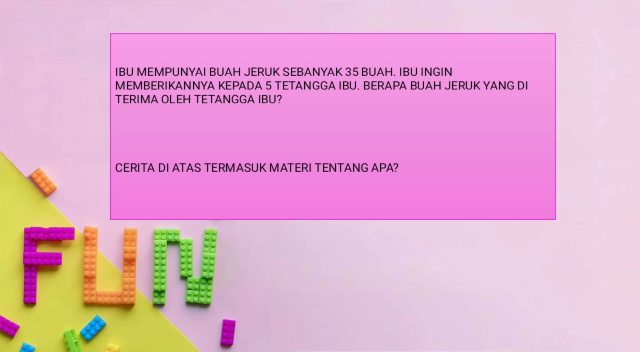 IBU MEMPUNYAI BUAH JERUK SEBANYAK 35 BUAH. IBU INGIN
MEMBERIKANNYA KEPADA 5 TETANGGA IBU. BERAPA BUAH JERUK YANG DI
TERIMA OLEH TETANGGA IBU?
CERITA DI ATAS TERMASUK MATERI TENTANG APA?
FUN